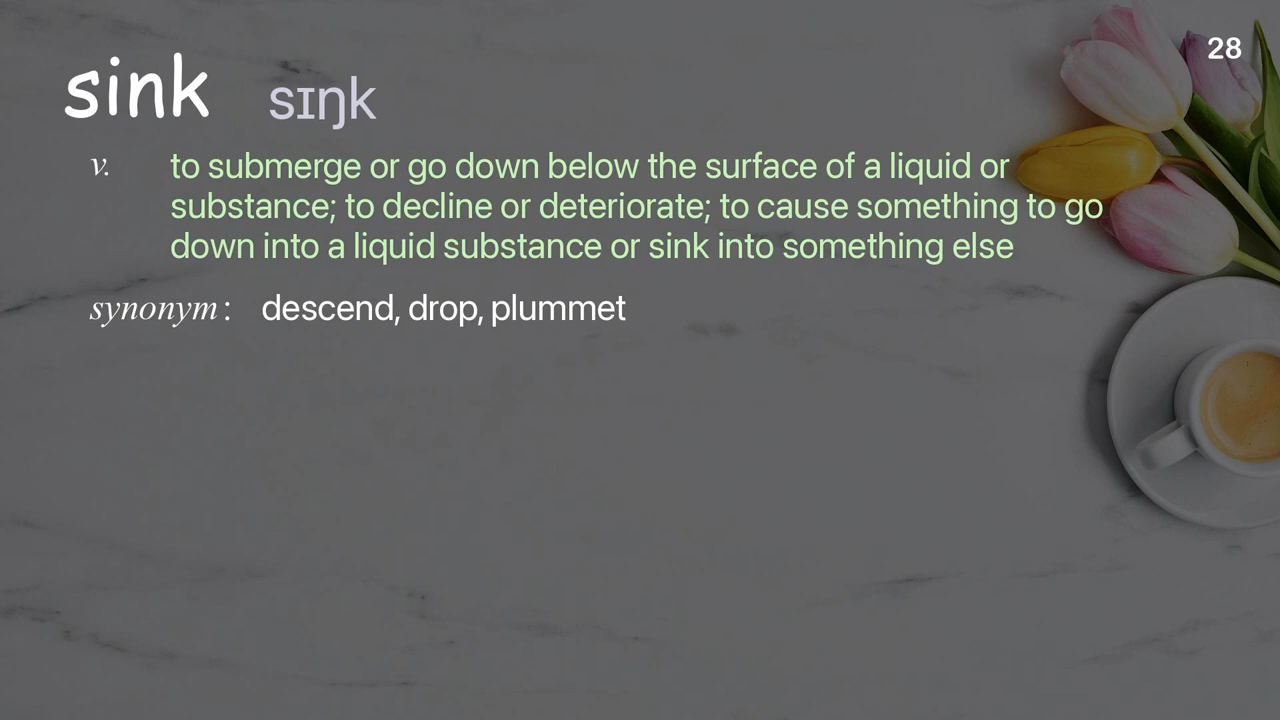 28
sink sɪŋk
v. to submerge or go down below the surface of a liquid or
substance; to decline or deteriorate; to cause something to go
down into a liquid substance or sink into something else
synonym: descend, drop, plummet